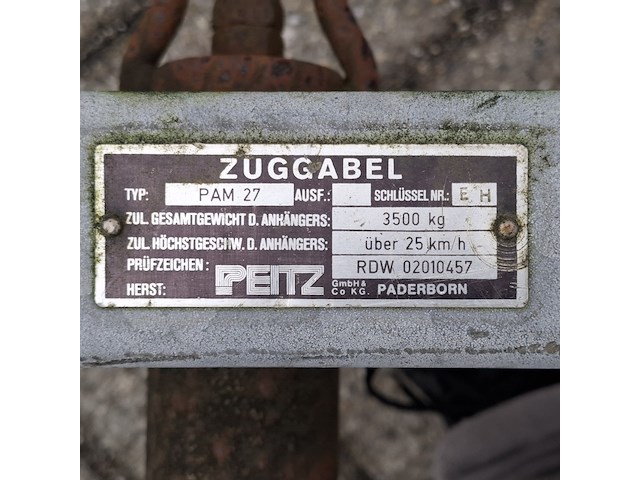 ZUGGABEL
TYP: PAM 27 AUSF.: SCHLÜSSEL NR.: E H
ZUL. GESAMTGEWICHT D. ANHÄNGERS: 3500 kg
ZUL. HÖCHSTGESCHW. D. ANHÄNGERS: über 25 km/h
PRÜFZEICHEN: RDW 02010457
HERST: PEITZ GmbH & Co KG. PADERBORN